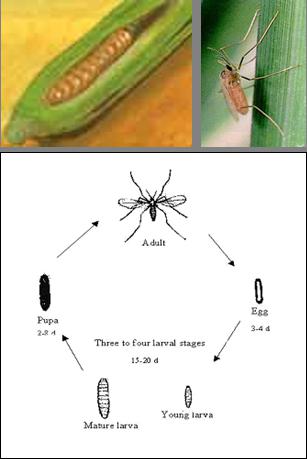 Adult
Egg
3-4 d
Pupa
2-8 d
Three to four larval stages
15-20 d
Young larva
Mature larva